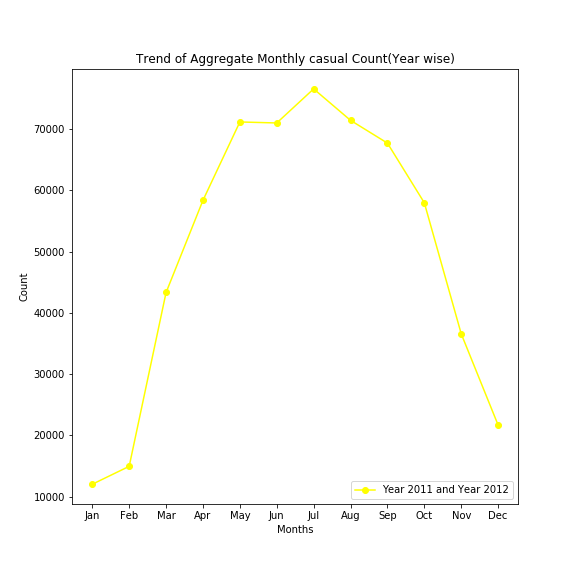 Trend of Aggregate Monthly casual Count(Year wise)
70000
60000
50000
40000
30000
20000
10000
Count
Jan Feb Mar Apr May Jun Jul Aug Sep Oct Nov Dec
Months
Year 2011 and Year 2012